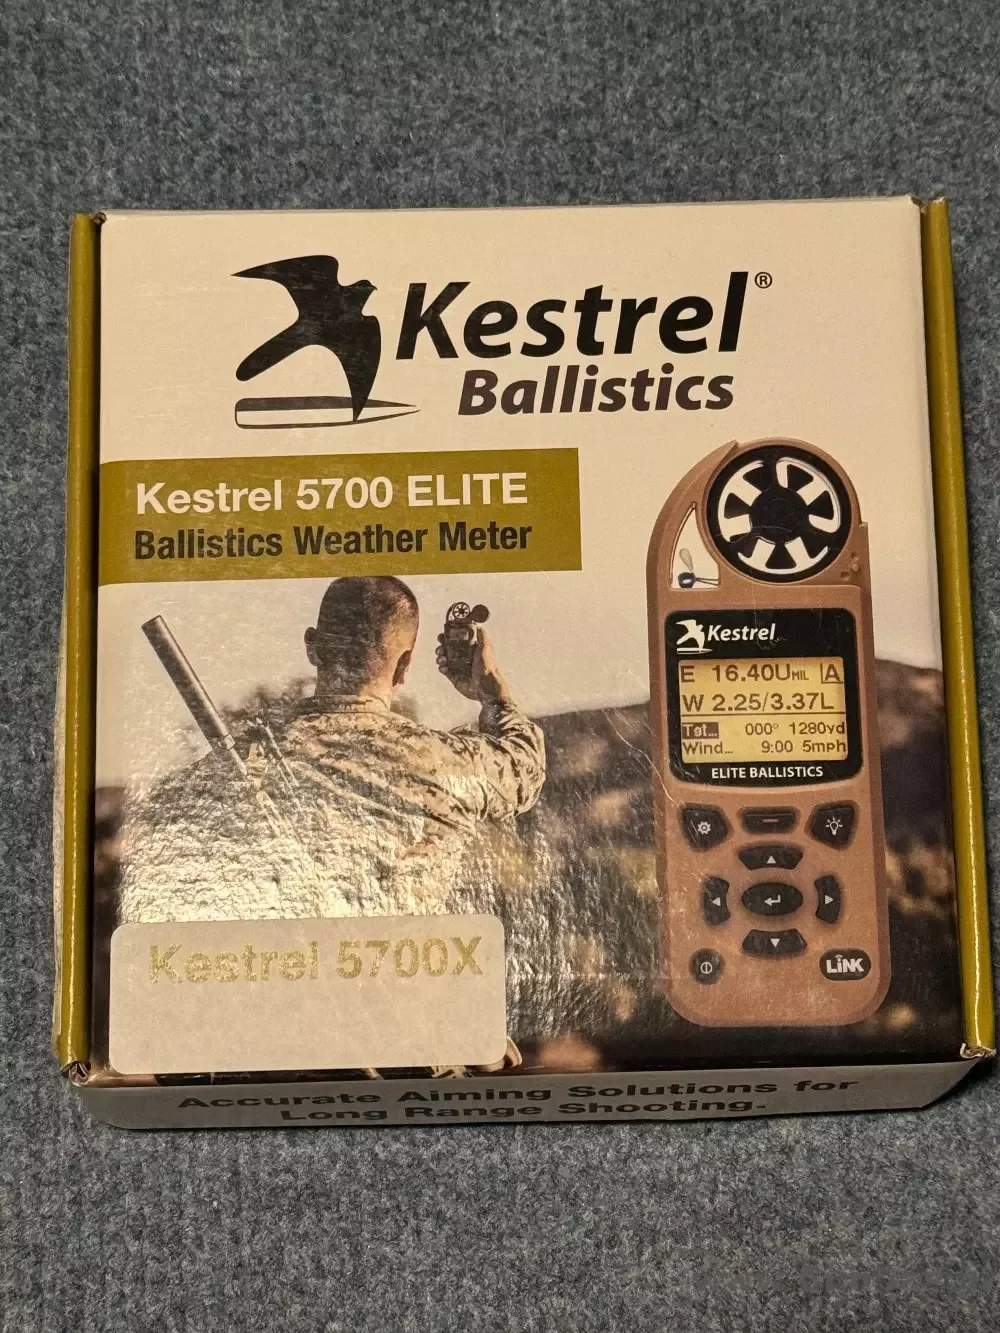 Kestrel®
Ballistics
Kestrel 5700 ELITE
Ballistics Weather Meter
Kestrel
E 16.40UMIL A
W 2.25/3.37L
Tgt... 000° 1280yd
Wind... 9:00 5mph
ELITE BALLISTICS
LiNK
Kestrel 5700X
Accurate Aiming Solutions for
Long Range Shooting.